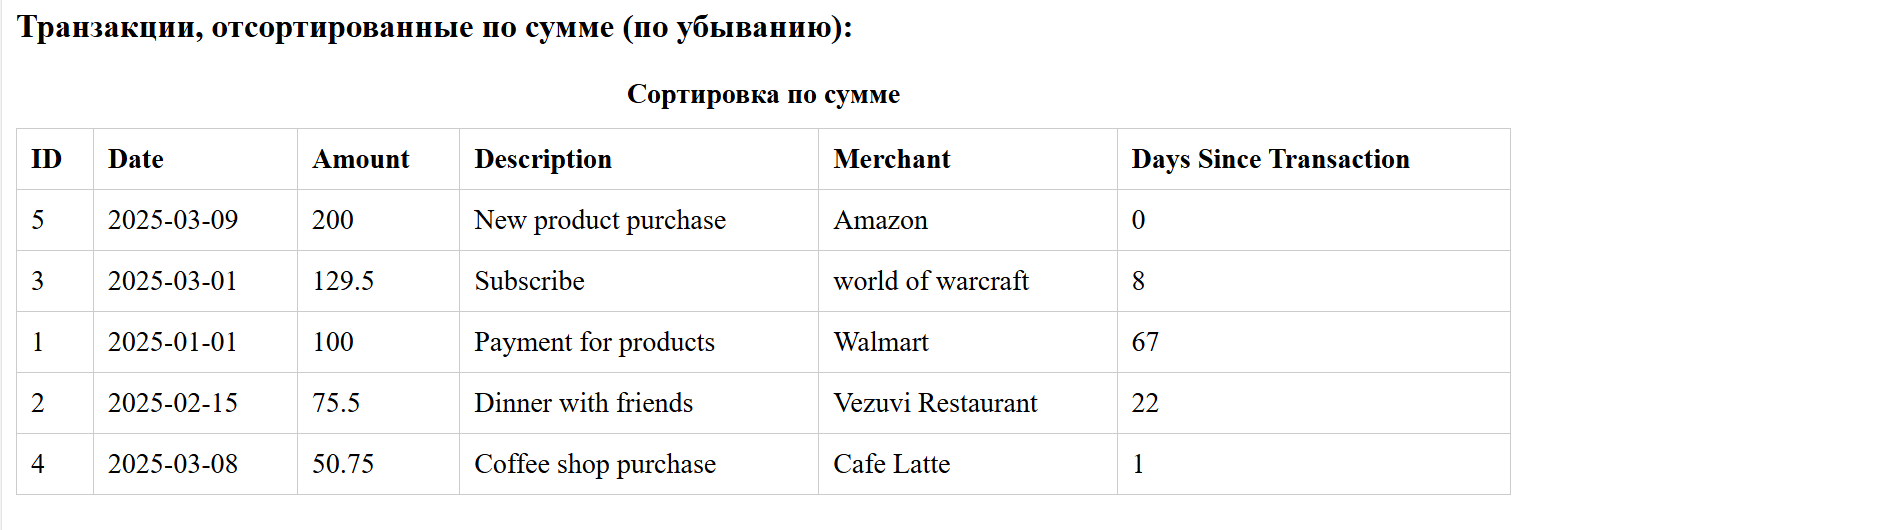 Транзакции, отсортированные по сумме (по убыванию):
Сортировка по сумме
ID Date Amount Description Merchant Days Since Transaction
5 2025-03-09 200 New product purchase Amazon 0
3 2025-03-01 129.5 Subscribe world of warcraft 8
1 2025-01-01 100 Payment for products Walmart 67
2 2025-02-15 75.5 Dinner with friends Vezuvi Restaurant 22
4 2025-03-08 50.75 Coffee shop purchase Cafe Latte 1